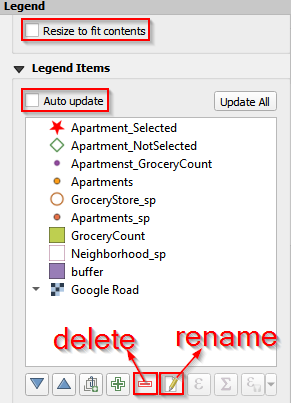 Legend
Resize to fit contents
Legend Items
Auto update
Update All
Apartment_Selected
Apartment_NotSelected
Apartmenst_GroceryCount
Apartments
GroceryStore_sp
Apartments_sp
GroceryCount
Neighborhood_sp
buffer
Google Road
delete
rename
ε
Σ
ε